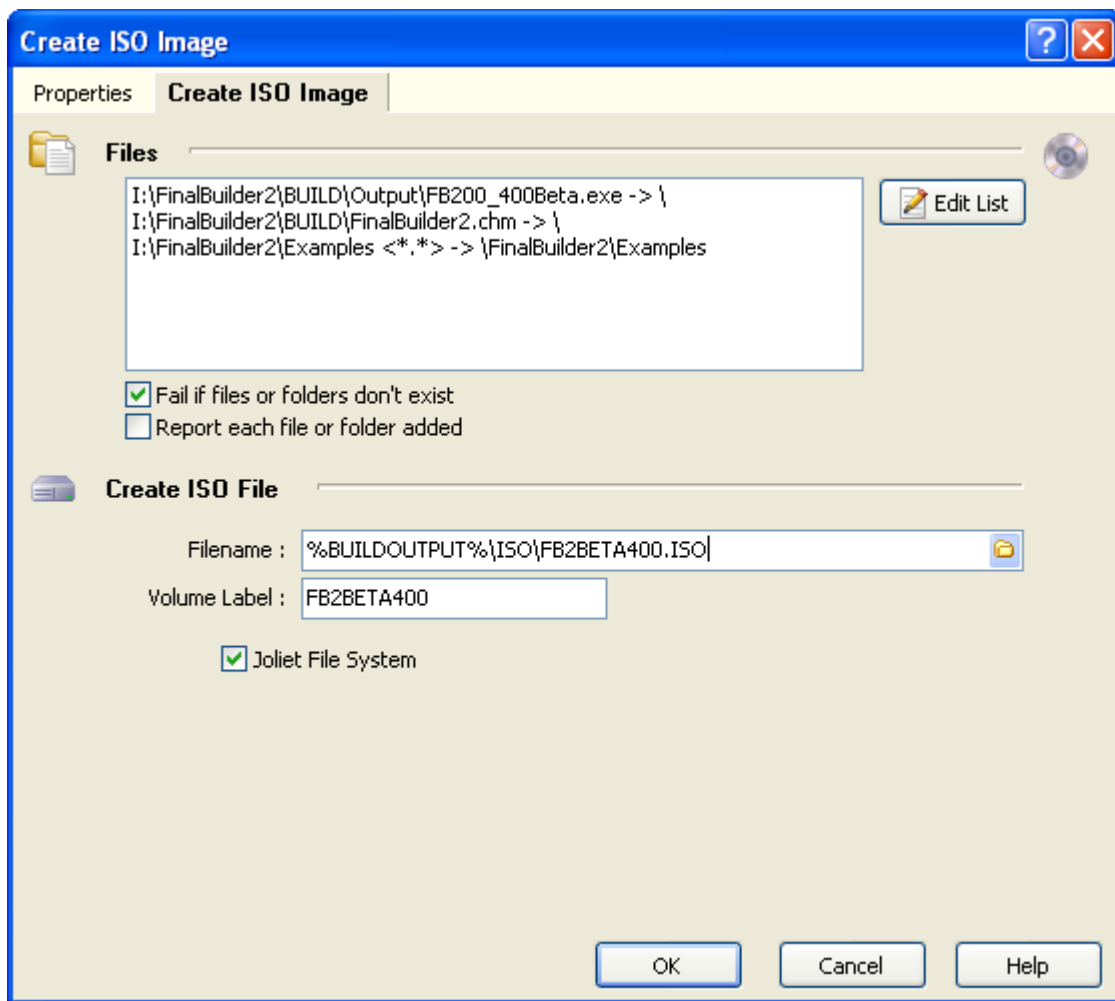 Create ISO Image
Properties
Create ISO Image
Files
I:\FinalBuilder2\BUILD\Output\FB200_400Beta.exe -> \
I:\FinalBuilder2\BUILD\FinalBuilder2.chm -> \
I:\FinalBuilder2\Examples <*.*> -> \FinalBuilder2\Examples
Edit List
Fail if files or folders don't exist
Report each file or folder added
Create ISO File
Filename : %BUILDOUTPUT%\ISO\FB2BETA400.ISO
Volume Label : FB2BETA400
Joliet File System
OK
Cancel
Help